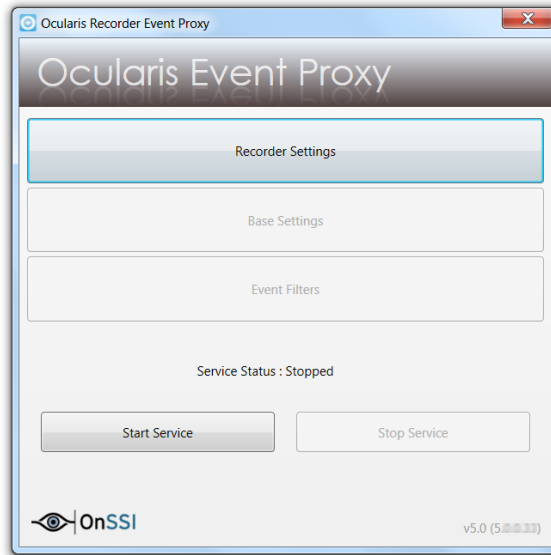 Ocularis Recorder Event Proxy
Ocularis Event Proxy
Recorder Settings
Base Settings
Event Filters
Service Status : Stopped
Start Service
Stop Service
OnSSI
v5.0 (5.